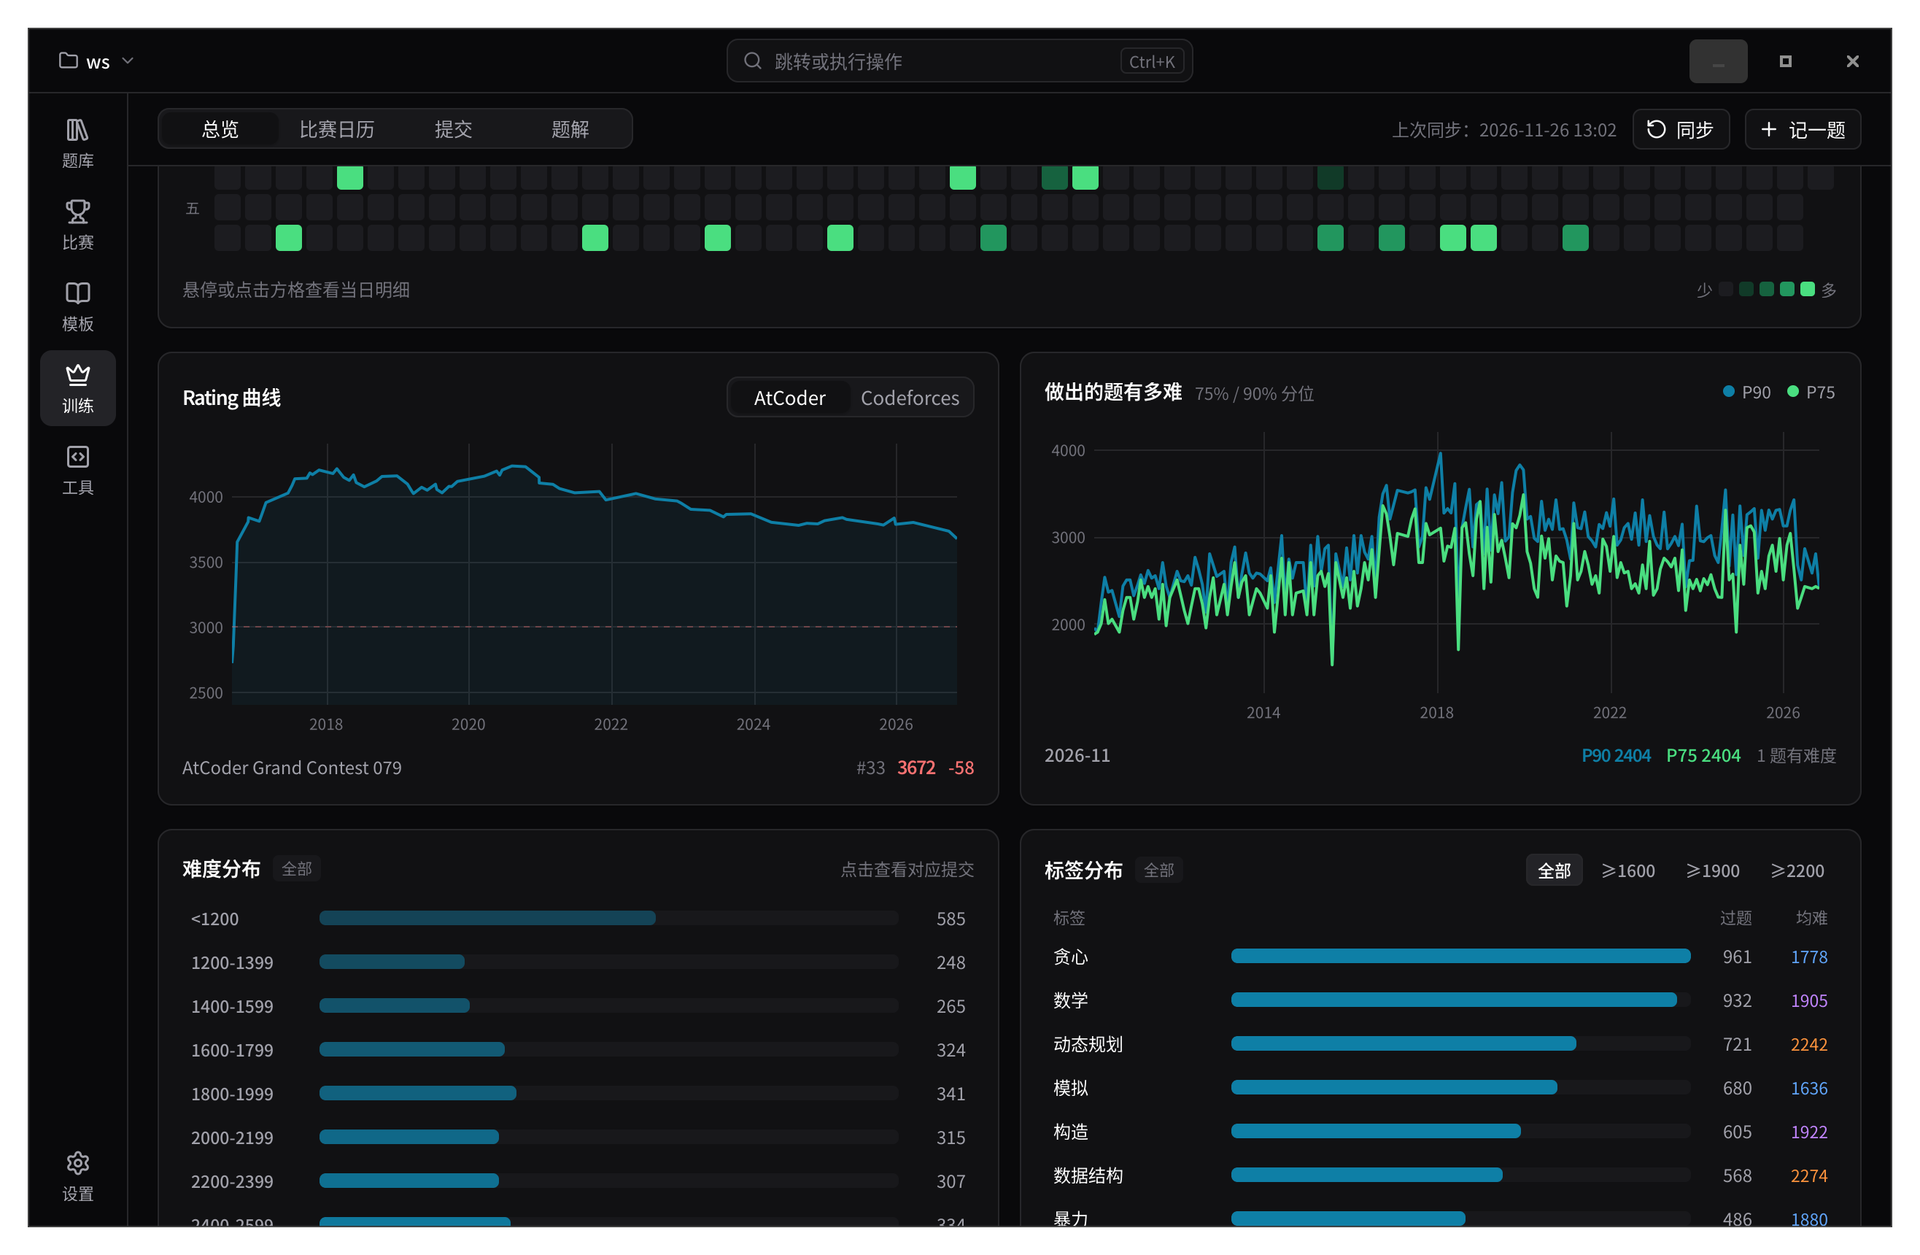 ws
跳转或执行操作
Ctrl+K
题库
比赛
模板
训练
工具
设置
总览 比赛日历 提交 题解
上次同步：2026-11-26 13:02
同步
记一题
五
悬停或点击方格查看当日明细
少 多
Rating 曲线
AtCoder Codeforces
4000
3500
3000
2500
2018 2020 2022 2024 2026
AtCoder Grand Contest 079
#33 3672 -58
做出的题有多难 75% / 90% 分位
P90 P75
4000
3000
2000
2014 2018 2022 2026
2026-11
P90 2404 P75 2404 1 题有难度
难度分布 全部
点击查看对应提交
<1200 585
1200-1399 248
1400-1599 265
1600-1799 324
1800-1999 341
2000-2199 315
2200-2399 307
2400-2599 334
标签分布 全部
全部 ≥1600 ≥1900 ≥2200
标签 过题 均难
贪心 961 1778
数学 932 1905
动态规划 721 2242
模拟 680 1636
构造 605 1922
数据结构 568 2274
暴力 486 1880